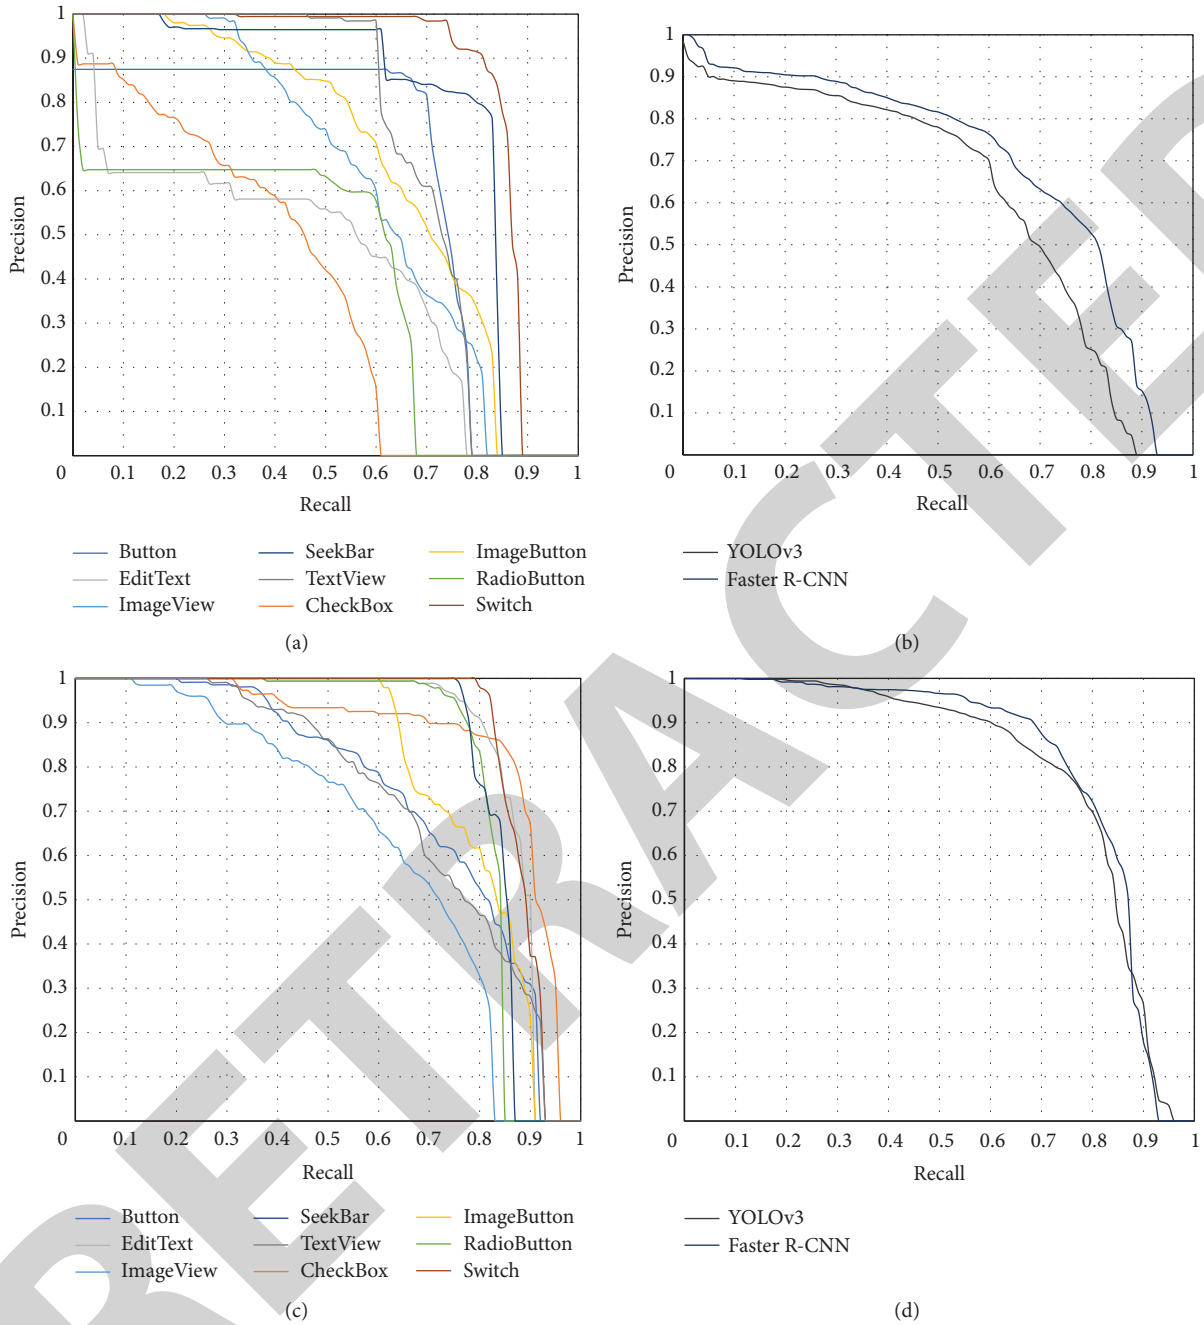 1
0.9
0.8
0.7
0.6
0.5
0.4
0.3
0.2
0.1
Precision
0 0.1 0.2 0.3 0.4 0.5 0.6 0.7 0.8 0.9 1
Recall
Button SeekBar ImageButton
EditText TextView RadioButton
ImageView CheckBox Switch
(a)
1
0.9
0.8
0.7
0.6
0.5
0.4
0.3
0.2
0.1
Precision
0 0.1 0.2 0.3 0.4 0.5 0.6 0.7 0.8 0.9 1
Recall
YOLOv3
Faster R-CNN
(b)
1
0.9
0.8
0.7
0.6
0.5
0.4
0.3
0.2
0.1
Precision
0 0.1 0.2 0.3 0.4 0.5 0.6 0.7 0.8 0.9 1
Recall
Button SeekBar ImageButton
EditText TextView RadioButton
ImageView CheckBox Switch
(c)
1
0.9
0.8
0.7
0.6
0.5
0.4
0.3
0.2
0.1
Precision
0 0.1 0.2 0.3 0.4 0.5 0.6 0.7 0.8 0.9 1
Recall
YOLOv3
Faster R-CNN
(d)
RETRACTED